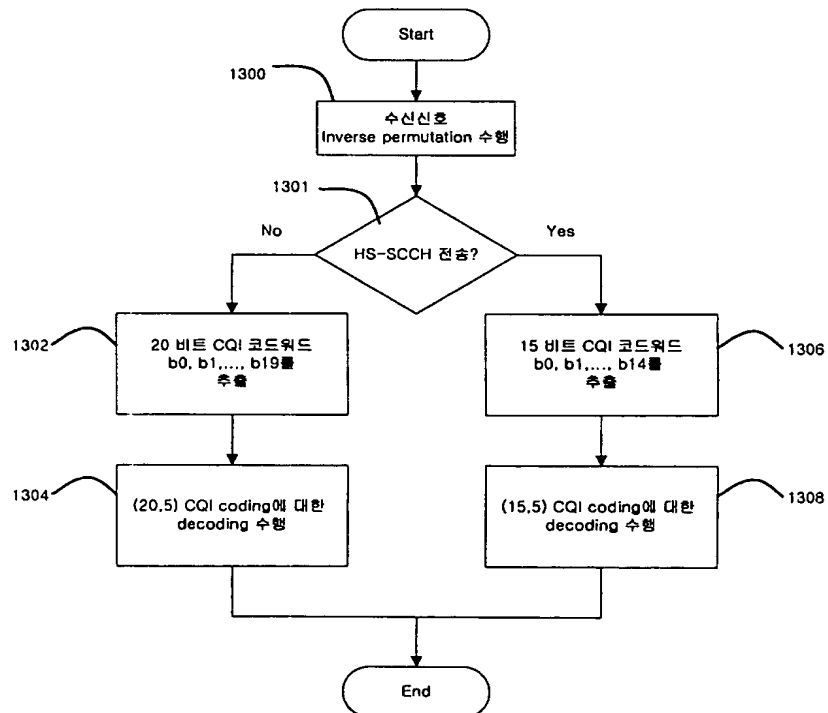 Start
1300
수신신호
Inverse permutation 수행
1301
No
Yes
HS-SCCH 전송?
1302
20 비트 CQI 코드워드
b0, b1,..., b19를
추출
15 비트 CQI 코드워드
b0, b1,..., b14를
추출
1306
1304
(20,5) CQI coding에 대한
decoding 수행
(15,5) CQI coding에 대한
decoding 수행
1308
End